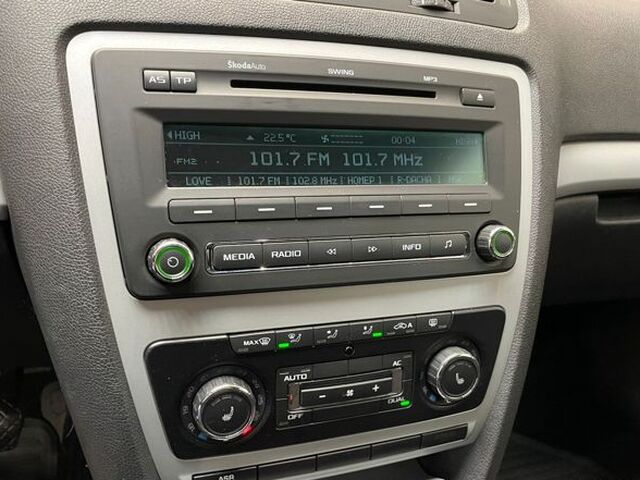 ŠkodaAuto SWING MP3
AS TP
HIGH 22.5°C 00:04
FM2 101.7 FM 101.7 MHz
LOVE | 101.7 FM | 102.8 MHz | HOMEP | R-DACHA
MEDIA RADIO INFO
MAX A
AUTO AC
- +
OFF DUAL
ASR